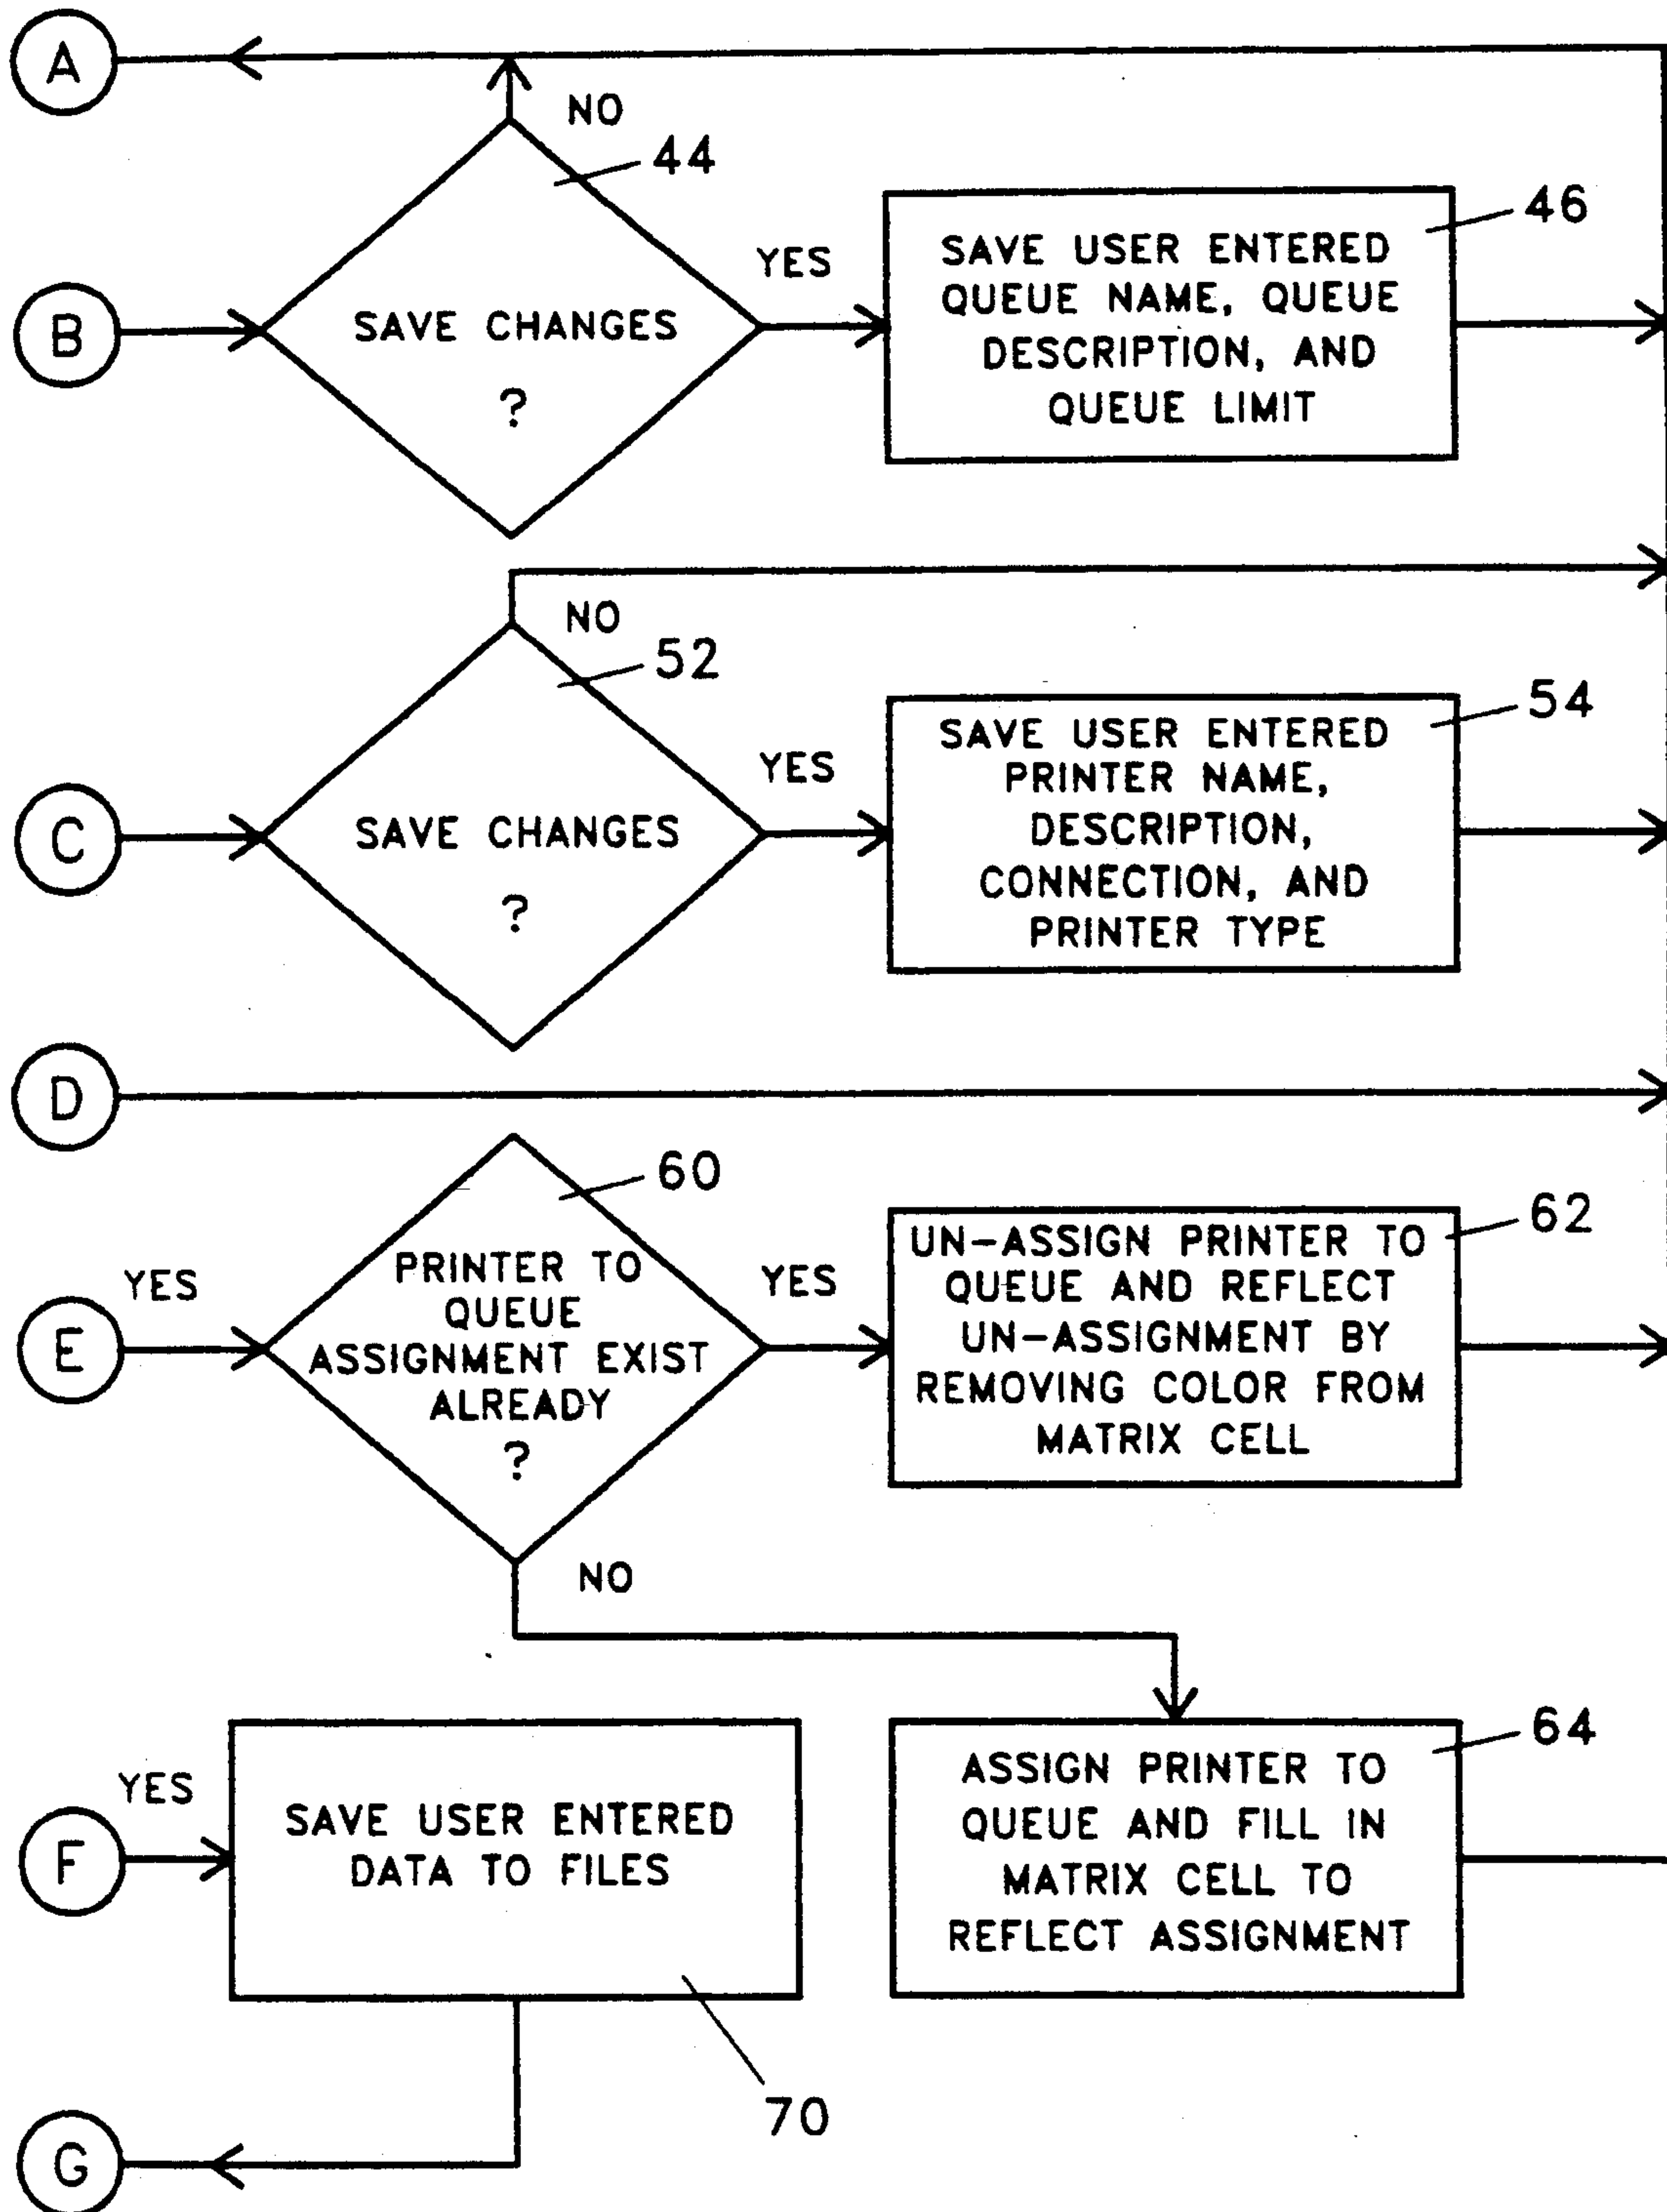 A
NO
44
46
B
SAVE CHANGES
?
YES
SAVE USER ENTERED
QUEUE NAME, QUEUE
DESCRIPTION, AND
QUEUE LIMIT
NO
52
54
C
SAVE CHANGES
?
YES
SAVE USER ENTERED
PRINTER NAME,
DESCRIPTION,
CONNECTION, AND
PRINTER TYPE
D
60
62
YES
E
PRINTER TO
QUEUE
ASSIGNMENT EXIST
ALREADY
?
YES
UN-ASSIGN PRINTER TO
QUEUE AND REFLECT
UN-ASSIGNMENT BY
REMOVING COLOR FROM
MATRIX CELL
NO
64
YES
F
SAVE USER ENTERED
DATA TO FILES
ASSIGN PRINTER TO
QUEUE AND FILL IN
MATRIX CELL TO
REFLECT ASSIGNMENT
70
G